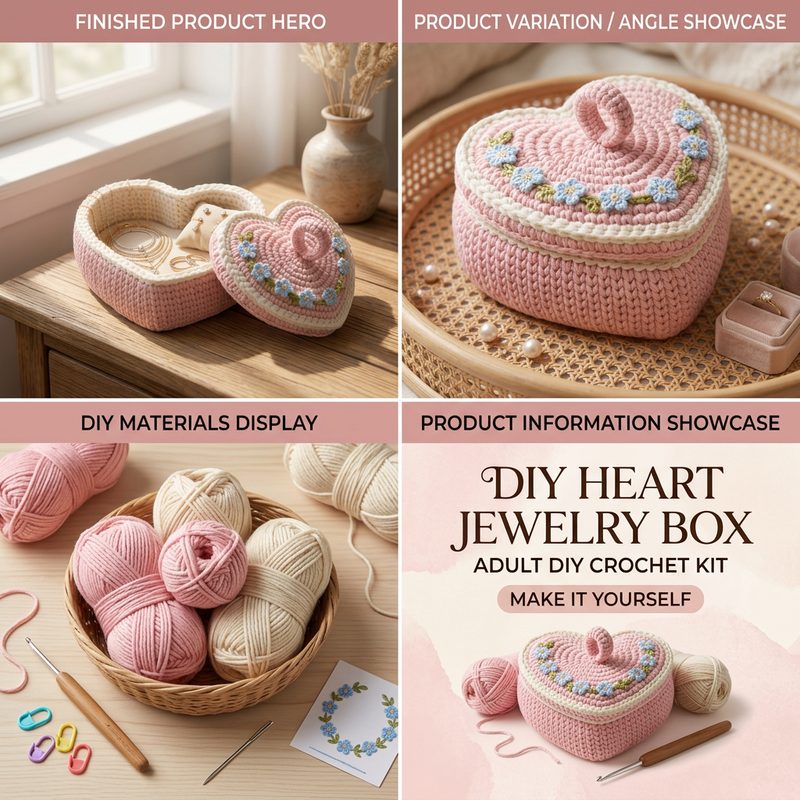 FINISHED PRODUCT HERO
PRODUCT VARIATION / ANGLE SHOWCASE
DIY MATERIALS DISPLAY
PRODUCT INFORMATION SHOWCASE
DIY HEART
JEWELRY BOX
ADULT DIY CROCHET KIT
MAKE IT YOURSELF